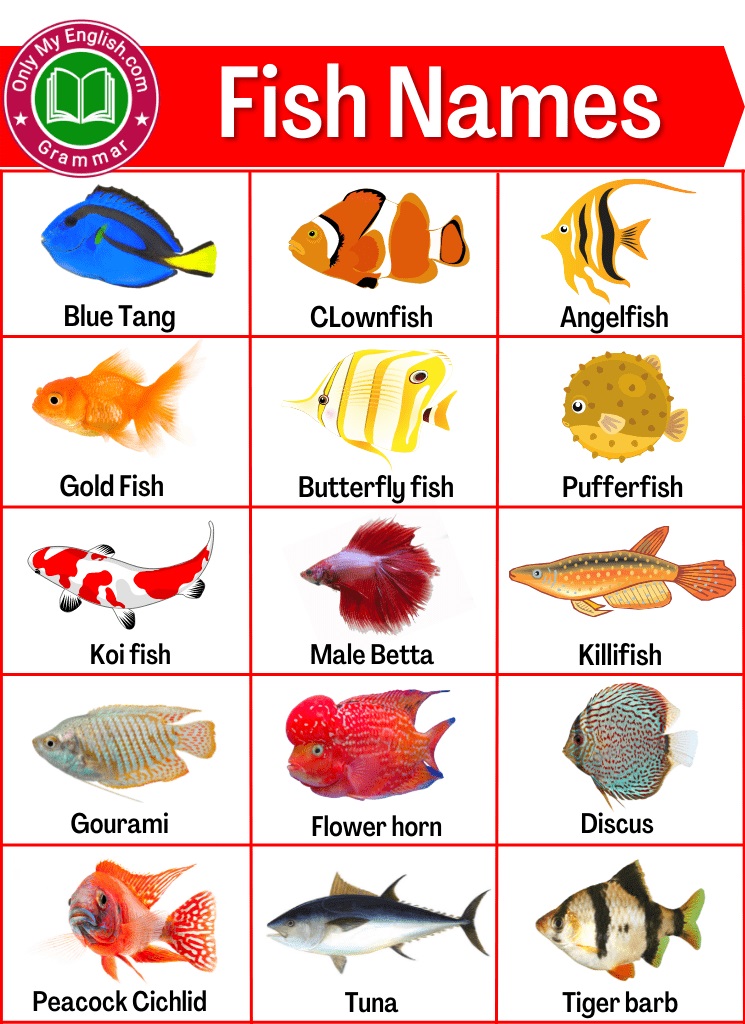 Only My English.com
Grammar
Fish Names
Blue Tang
CLownfish
Angelfish
Gold Fish
Butterfly fish
Pufferfish
Koi fish
Male Betta
Killifish
Gourami
Flower horn
Discus
Peacock Cichlid
Tuna
Tiger barb